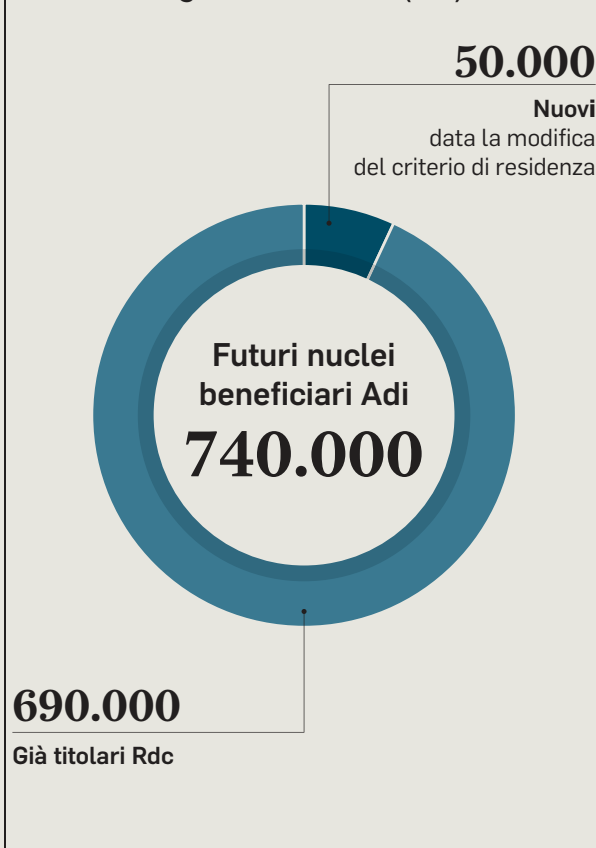 50.000
Nuovi
data la modifica
del criterio di residenza
Futuri nuclei
beneficiari Adi
740.000
690.000
Già titolari Rdc